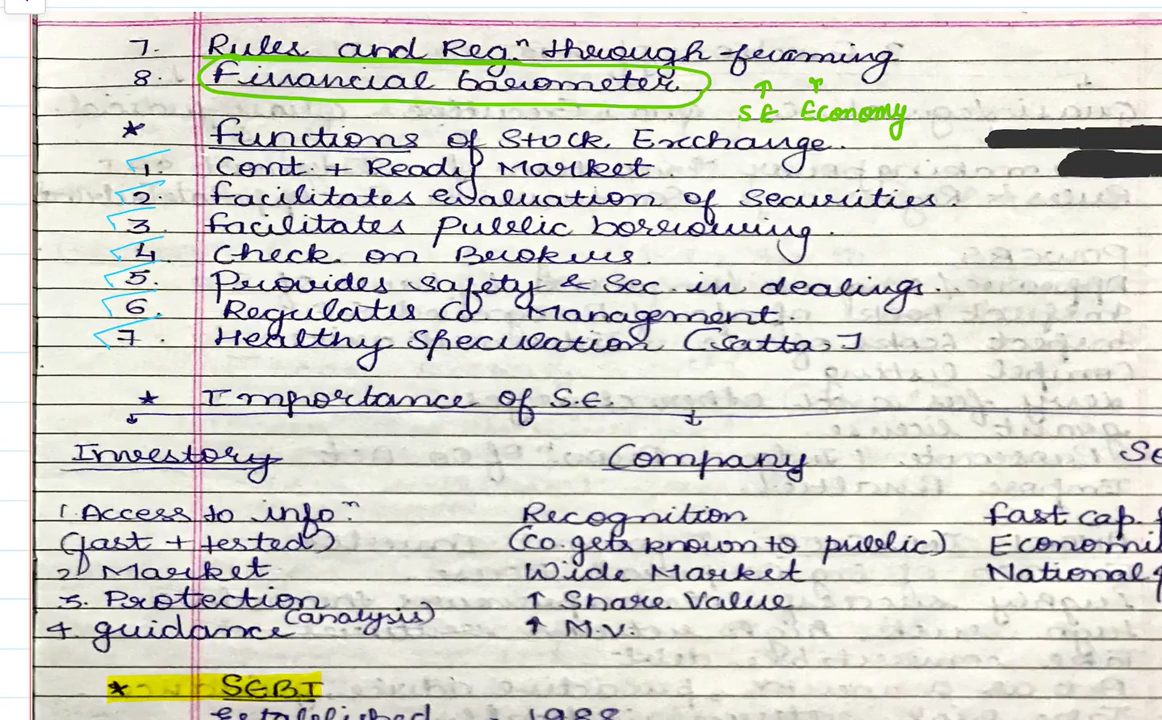 7. Rules and Regn through framing
8. Financial barometer
↑ ↑
SE Economy
* Functions of Stock Exchange.
1. Cont. + Ready Market
2. Facilitates evaluation of Securities.
3. Facilitates Public borrowing.
4. Check on Brokers.
5. Provides safety & Sec. in dealings.
6. Regulates Co. Management.
7. Healthy Speculation (Satta)
* Importance of S.E.
Investory Company
1. Access to infon Recognition Fast cap.
(fast + tested) (Co. gets known to public) Economi
2) Market Wide Market National
3. Protection ↑ Share Value
4. guidance (analysis) ↑ M.V.
* SEBI
Established - 1988